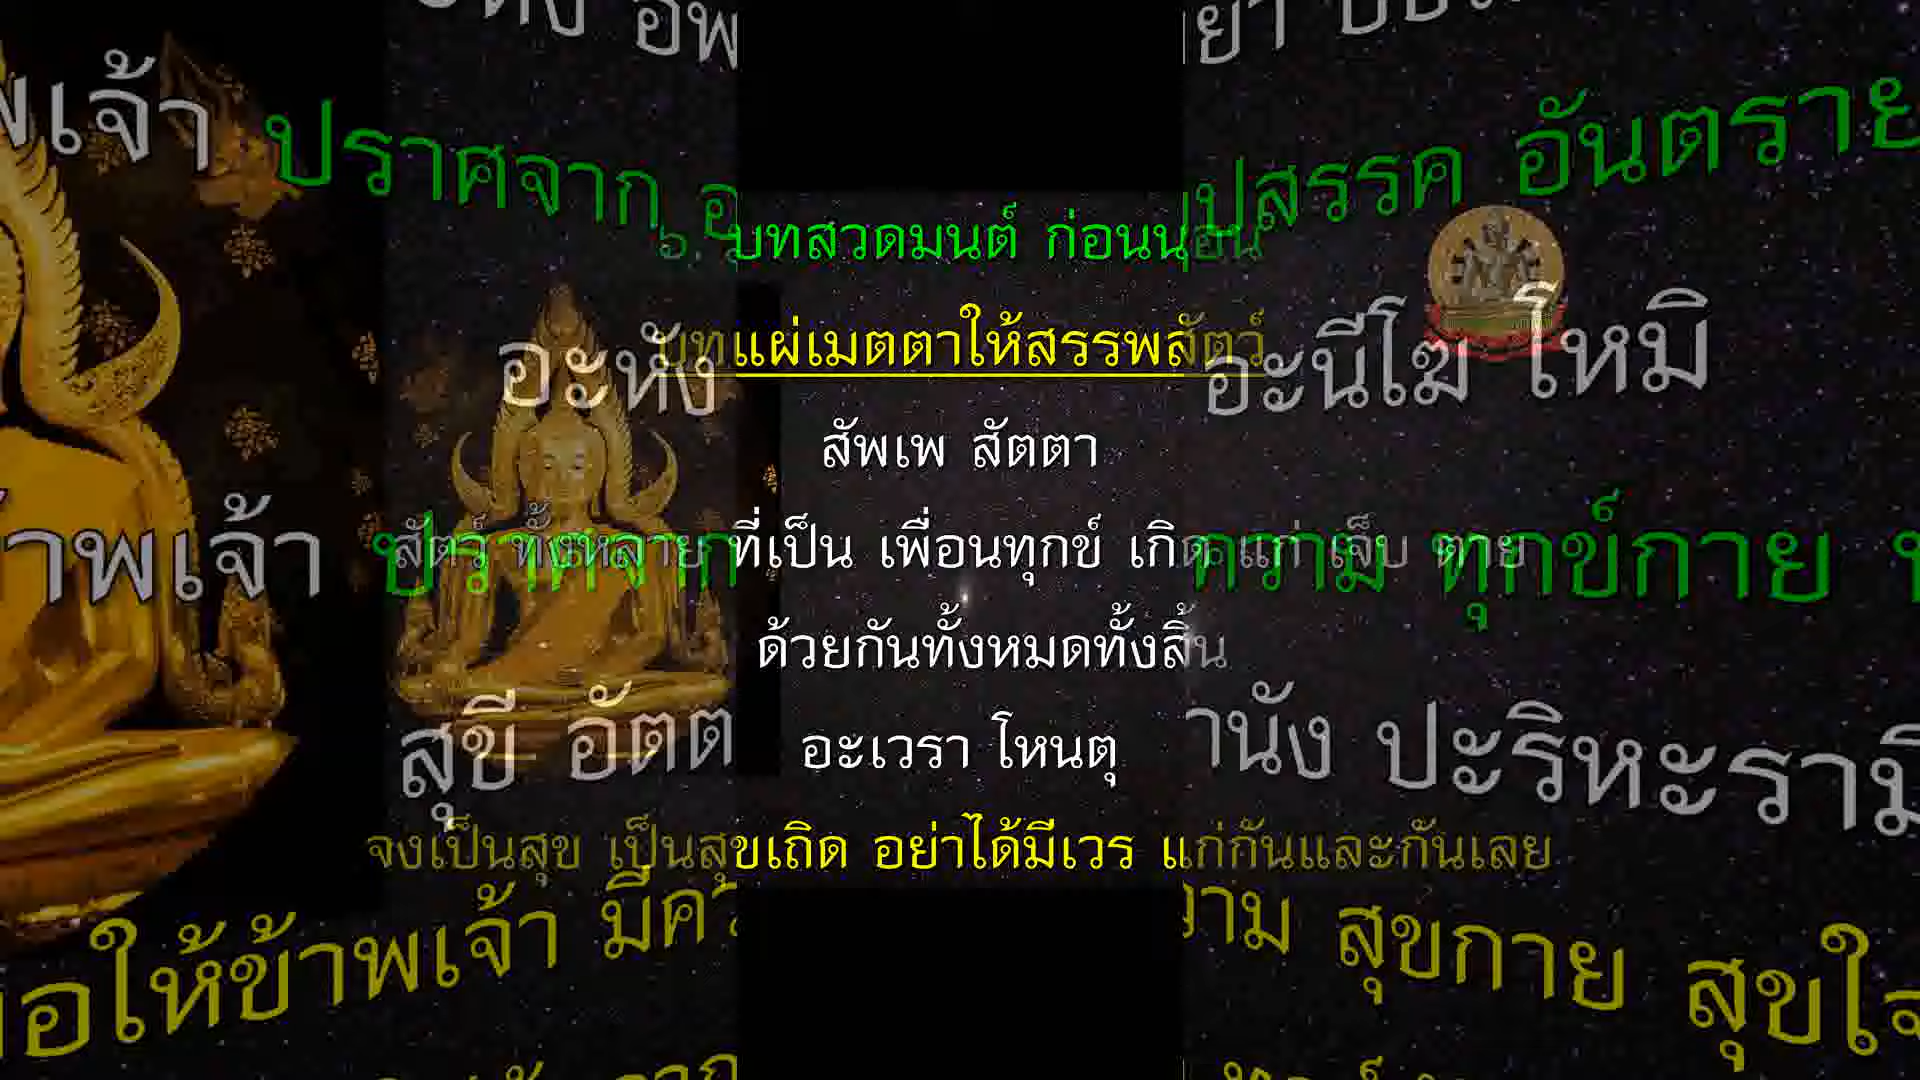 ๖. บทสวดมนต์ ก่อนนอน
บทแผ่เมตตาให้สรรพสัตว์
สัพเพ สัตตา
สัตว์ ทั้งหลาย ที่เป็น เพื่อนทุกข์ เกิด แก่ เจ็บ ตาย
ด้วยกันทั้งหมดทั้งสิ้น
อะเวรา โหนตุ
จงเป็นสุข เป็นสุขเถิด อย่าได้มีเวร แก่กันและกันเลย
พเจ้า ปราศจาก อุปสรรค อันตราย
อะหัง อะนีโฆ โหมิ
้าพเจ้า ปราศจาก ความ ทุกข์กาย
สุขี อัตตานัง ปะริหะรามิ
ขอให้ข้าพเจ้า มีความ สุขกาย สุขใจ